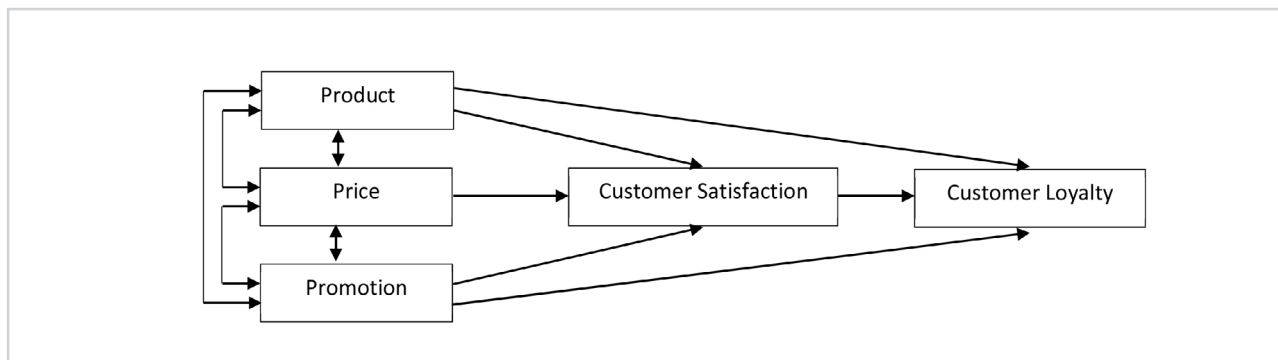 Product
Price
Customer Satisfaction
Customer Loyalty
Promotion